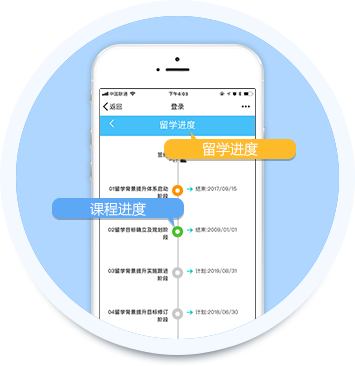 中国联通
下午4:03
返回
登录
留学进度
留学进度
01留学背景提升体系启动
阶段
结束:2017/09/15
课程进度
02留学目标确立及规划阶
段
结束:2009/01/01
03留学背景提升实施跟进
阶段
计划:2019/08/31
04留学背景提升目标修订
阶段
计划:2018/06/30